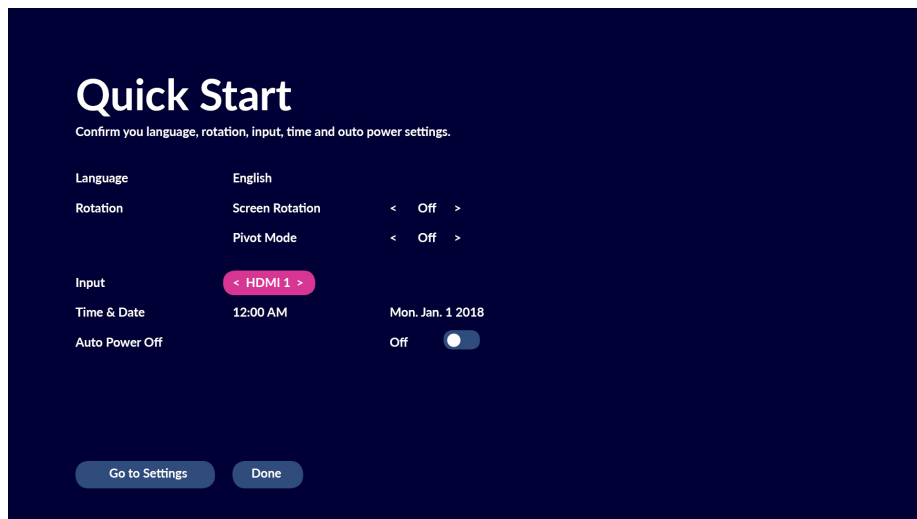 Quick Start
Confirm you language, rotation, input, time and outo power settings.
Language English
Rotation Screen Rotation < Off >
Pivot Mode < Off >
Input < HDMI 1 >
Time & Date 12:00 AM Mon. Jan. 1 2018
Auto Power Off Off
Go to Settings Done